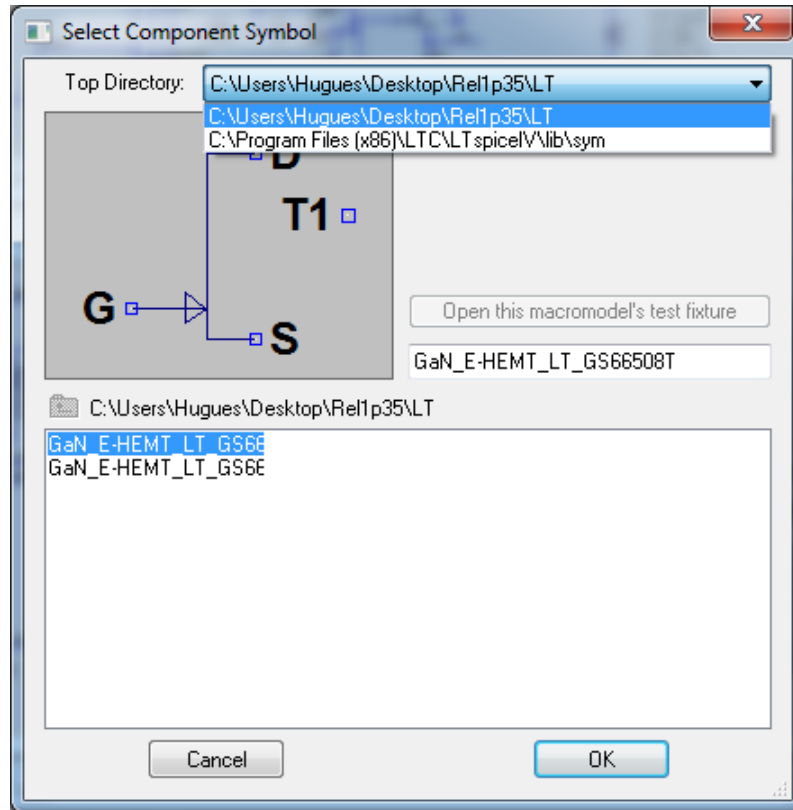 Select Component Symbol
Top Directory: C:\Users\Hugues\Desktop\Rel1p35\LT
C:\Users\Hugues\Desktop\Rel1p35\LT
C:\Program Files (x86)\LTC\LTspiceIV\lib\sym
D
T1
G
S
Open this macromodel's test fixture
GaN_E-HEMT_LT_GS66508T
C:\Users\Hugues\Desktop\Rel1p35\LT
GaN_E-HEMT_LT_GS66
GaN_E-HEMT_LT_GS66
Cancel OK